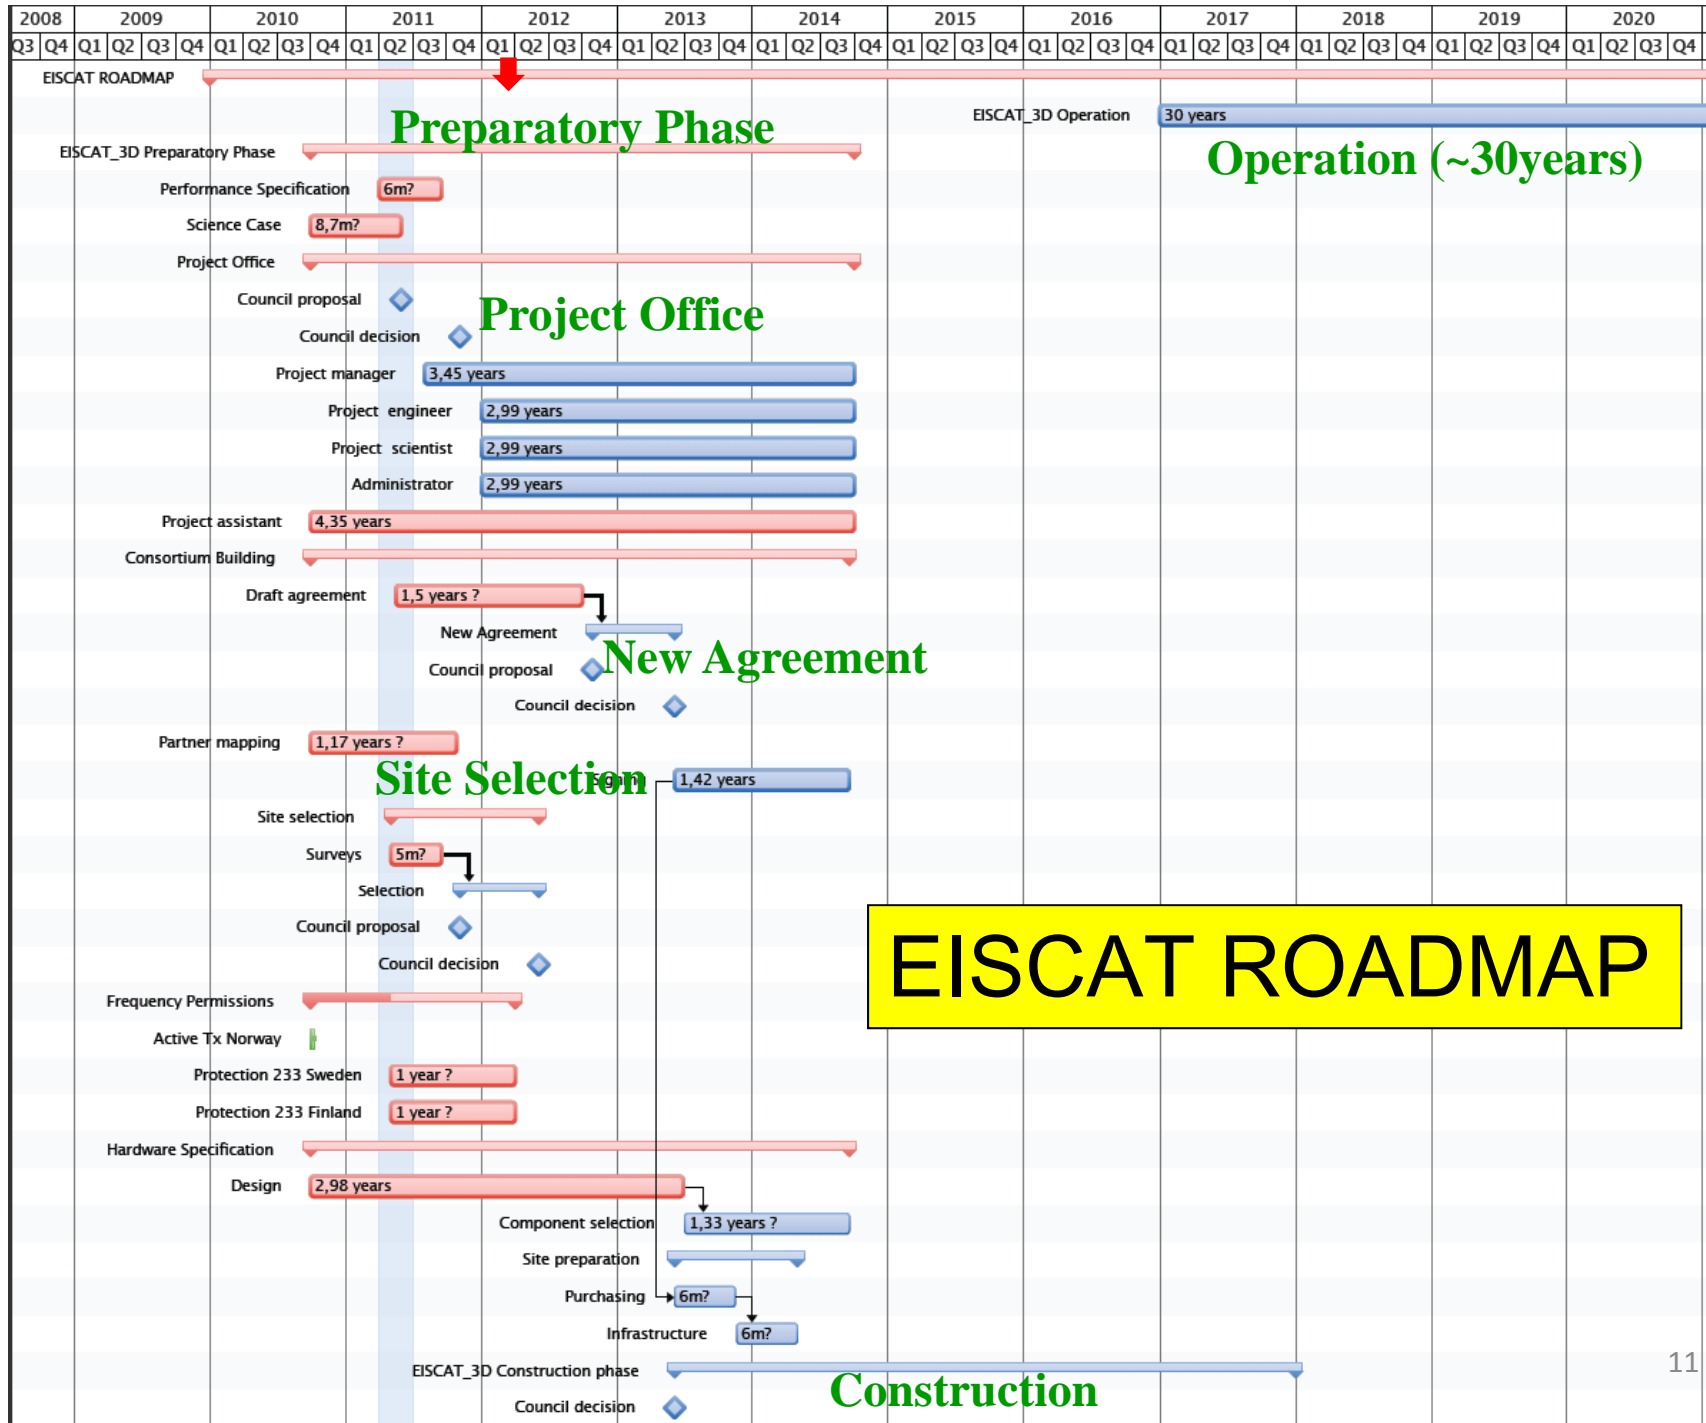 2008 2009 2010 2011 2012 2013 2014 2015 2016 2017 2018 2019 2020
Q3 Q4 Q1 Q2 Q3 Q4 Q1 Q2 Q3 Q4 Q1 Q2 Q3 Q4 Q1 Q2 Q3 Q4 Q1 Q2 Q3 Q4 Q1 Q2 Q3 Q4 Q1 Q2 Q3 Q4 Q1 Q2 Q3 Q4 Q1 Q2 Q3 Q4 Q1 Q2 Q3 Q4 Q1 Q2 Q3 Q4 Q1 Q2 Q3 Q4
EISCAT ROADMAP
EISCAT_3D Operation 30 years
Preparatory Phase
EISCAT_3D Preparatory Phase
Operation (~30years)
Performance Specification 6m?
Science Case 8,7m?
Project Office
Council proposal
Project Office
Council decision
Project manager 3,45 years
Project engineer 2,99 years
Project scientist 2,99 years
Administrator 2,99 years
Project assistant 4,35 years
Consortium Building
Draft agreement 1,5 years ?
New Agreement
New Agreement
Council proposal
Council decision
Partner mapping 1,17 years ?
Site Selection
1,42 years
Site selection
Surveys 5m?
Selection
Council proposal
Council decision
EISCAT ROADMAP
Frequency Permissions
Active Tx Norway
Protection 233 Sweden 1 year ?
Protection 233 Finland 1 year ?
Hardware Specification
Design 2,98 years
Component selection 1,33 years ?
Site preparation
Purchasing 6m?
Infrastructure 6m?
EISCAT_3D Construction phase
11
Construction
Council decision